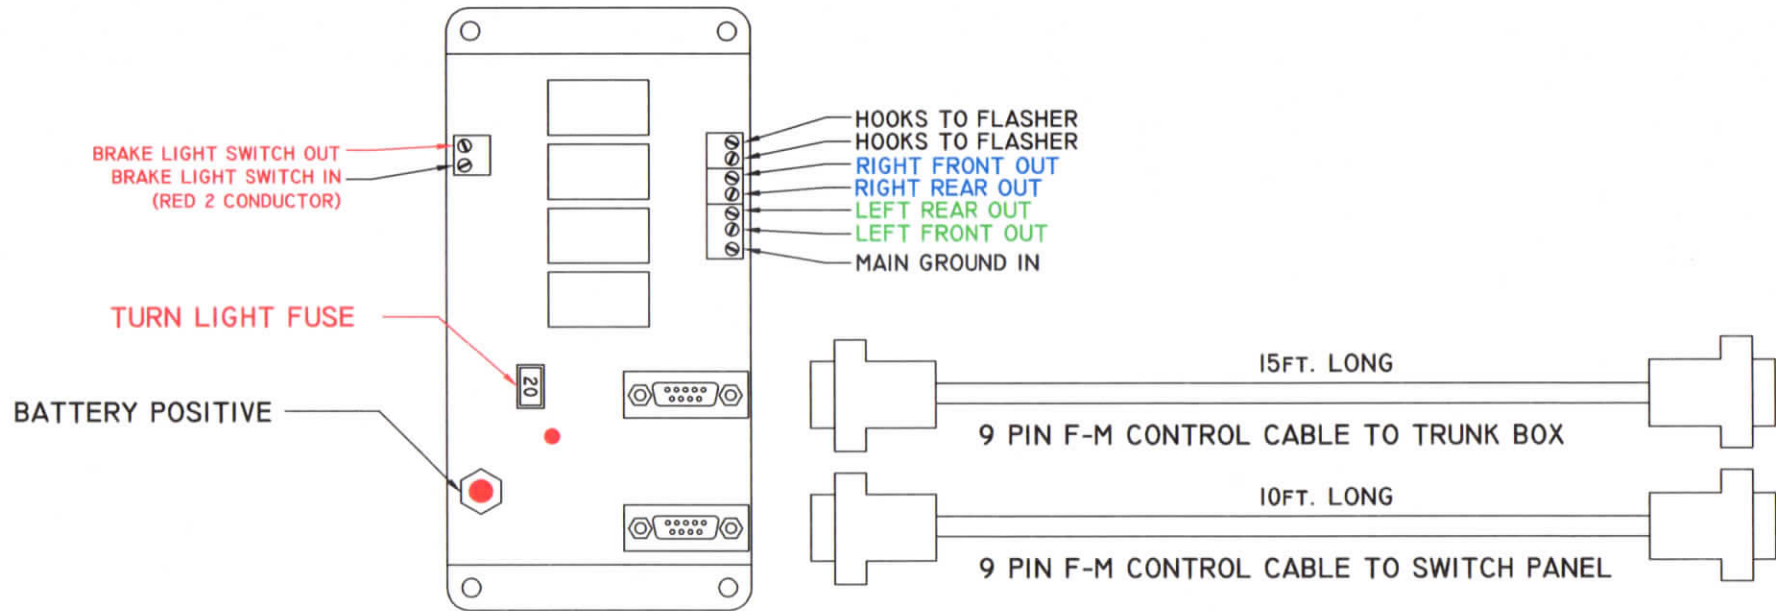 BRAKE LIGHT SWITCH OUT
BRAKE LIGHT SWITCH IN
(RED 2 CONDUCTOR)
HOOKS TO FLASHER
HOOKS TO FLASHER
RIGHT FRONT OUT
RIGHT REAR OUT
LEFT REAR OUT
LEFT FRONT OUT
MAIN GROUND IN
TURN LIGHT FUSE
20
BATTERY POSITIVE
15FT. LONG
9 PIN F-M CONTROL CABLE TO TRUNK BOX
10FT. LONG
9 PIN F-M CONTROL CABLE TO SWITCH PANEL